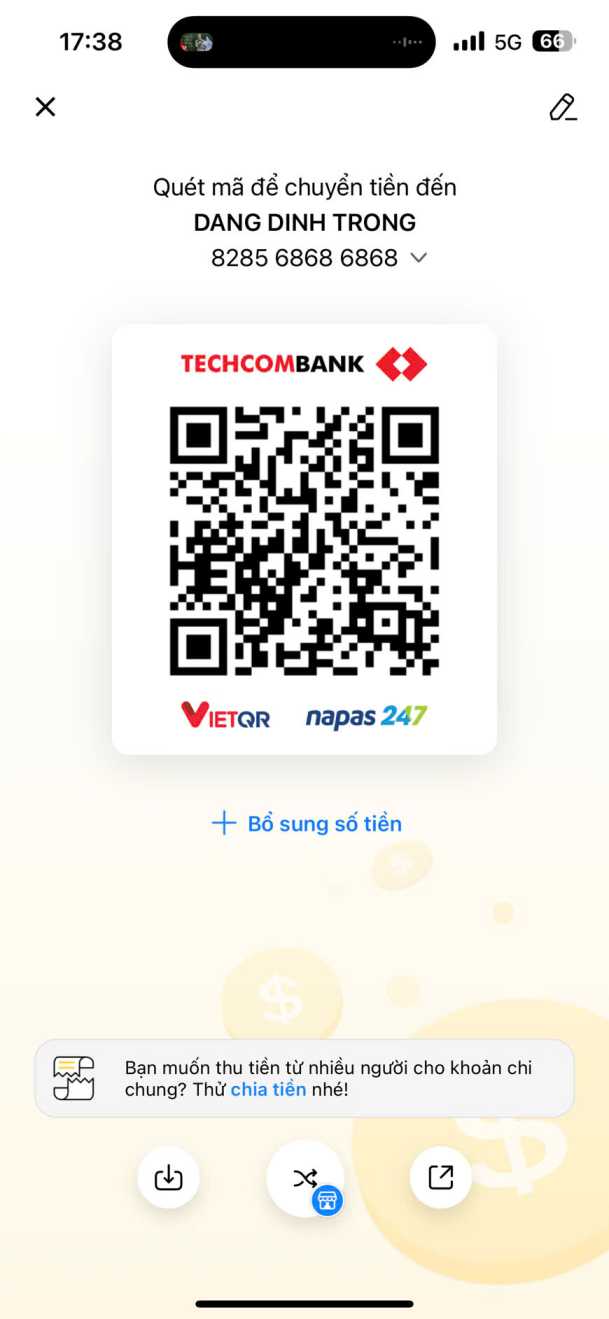 17:38
5G 66
Quét mã để chuyển tiền đến
DANG DINH TRONG
8285 6868 6868
TECHCOMBANK
VIETQR napas 247
Bổ sung số tiền
Bạn muốn thu tiền từ nhiều người cho khoản chi
chung? Thử chia tiền nhé!